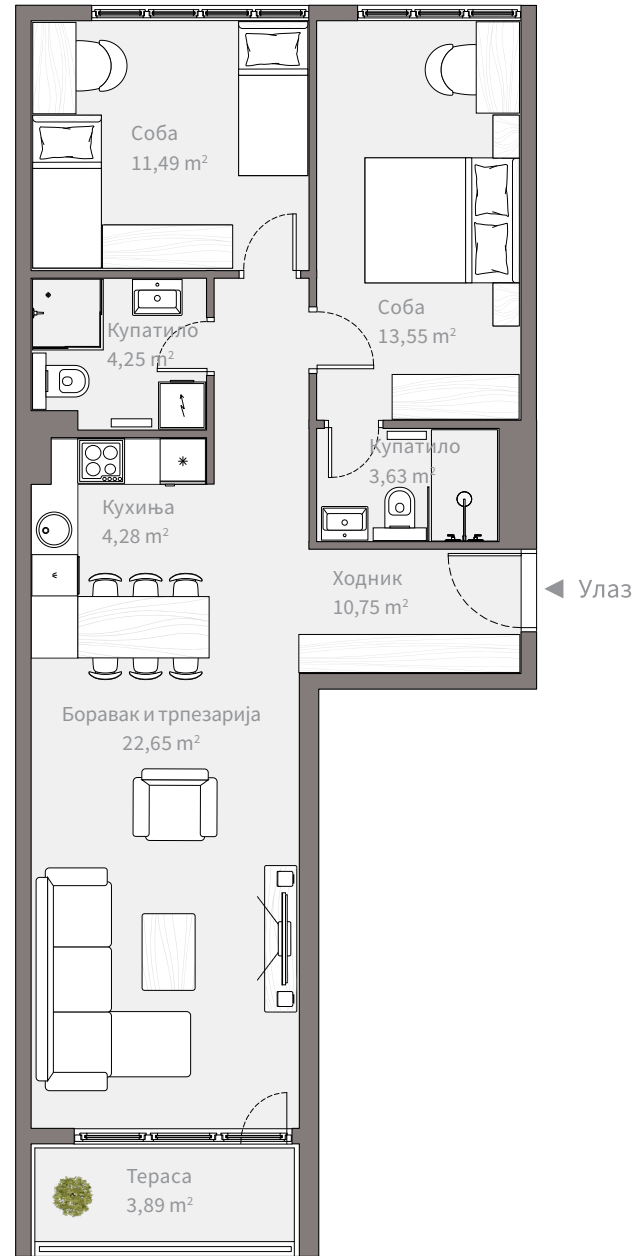 Соба
11,49 m²
Соба
13,55 m²
Купатило
4,25 m²
Купатило
3,63 m²
Кухиња
4,28 m²
Ходник
10,75 m²
Улаз
Боравак и трпезарија
22,65 m²
Тераса
3,89 m²